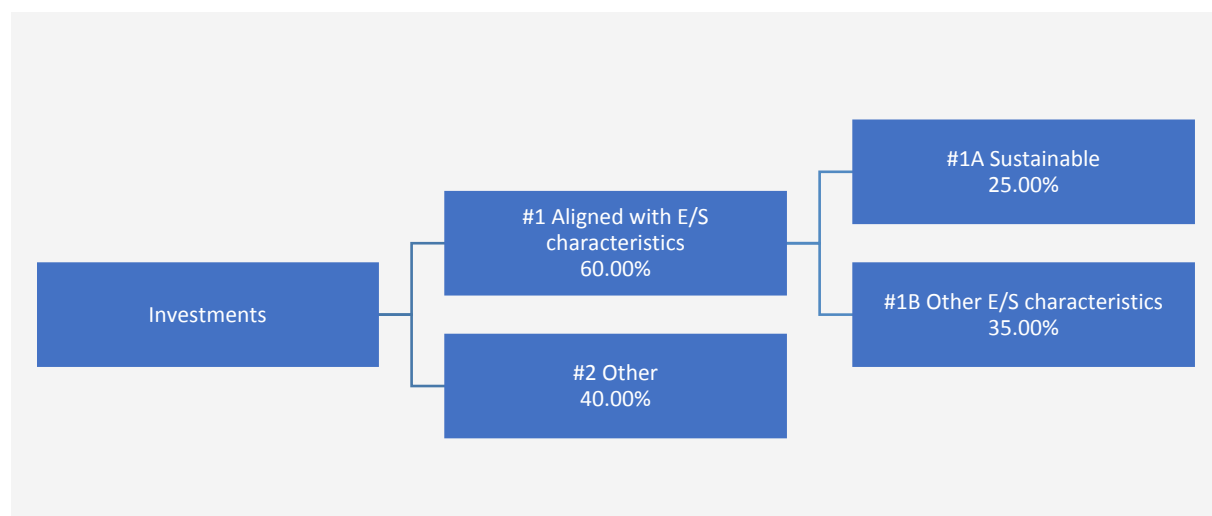 Investments
#1 Aligned with E/S
characteristics
60.00%
#2 Other
40.00%
#1A Sustainable
25.00%
#1B Other E/S characteristics
35.00%